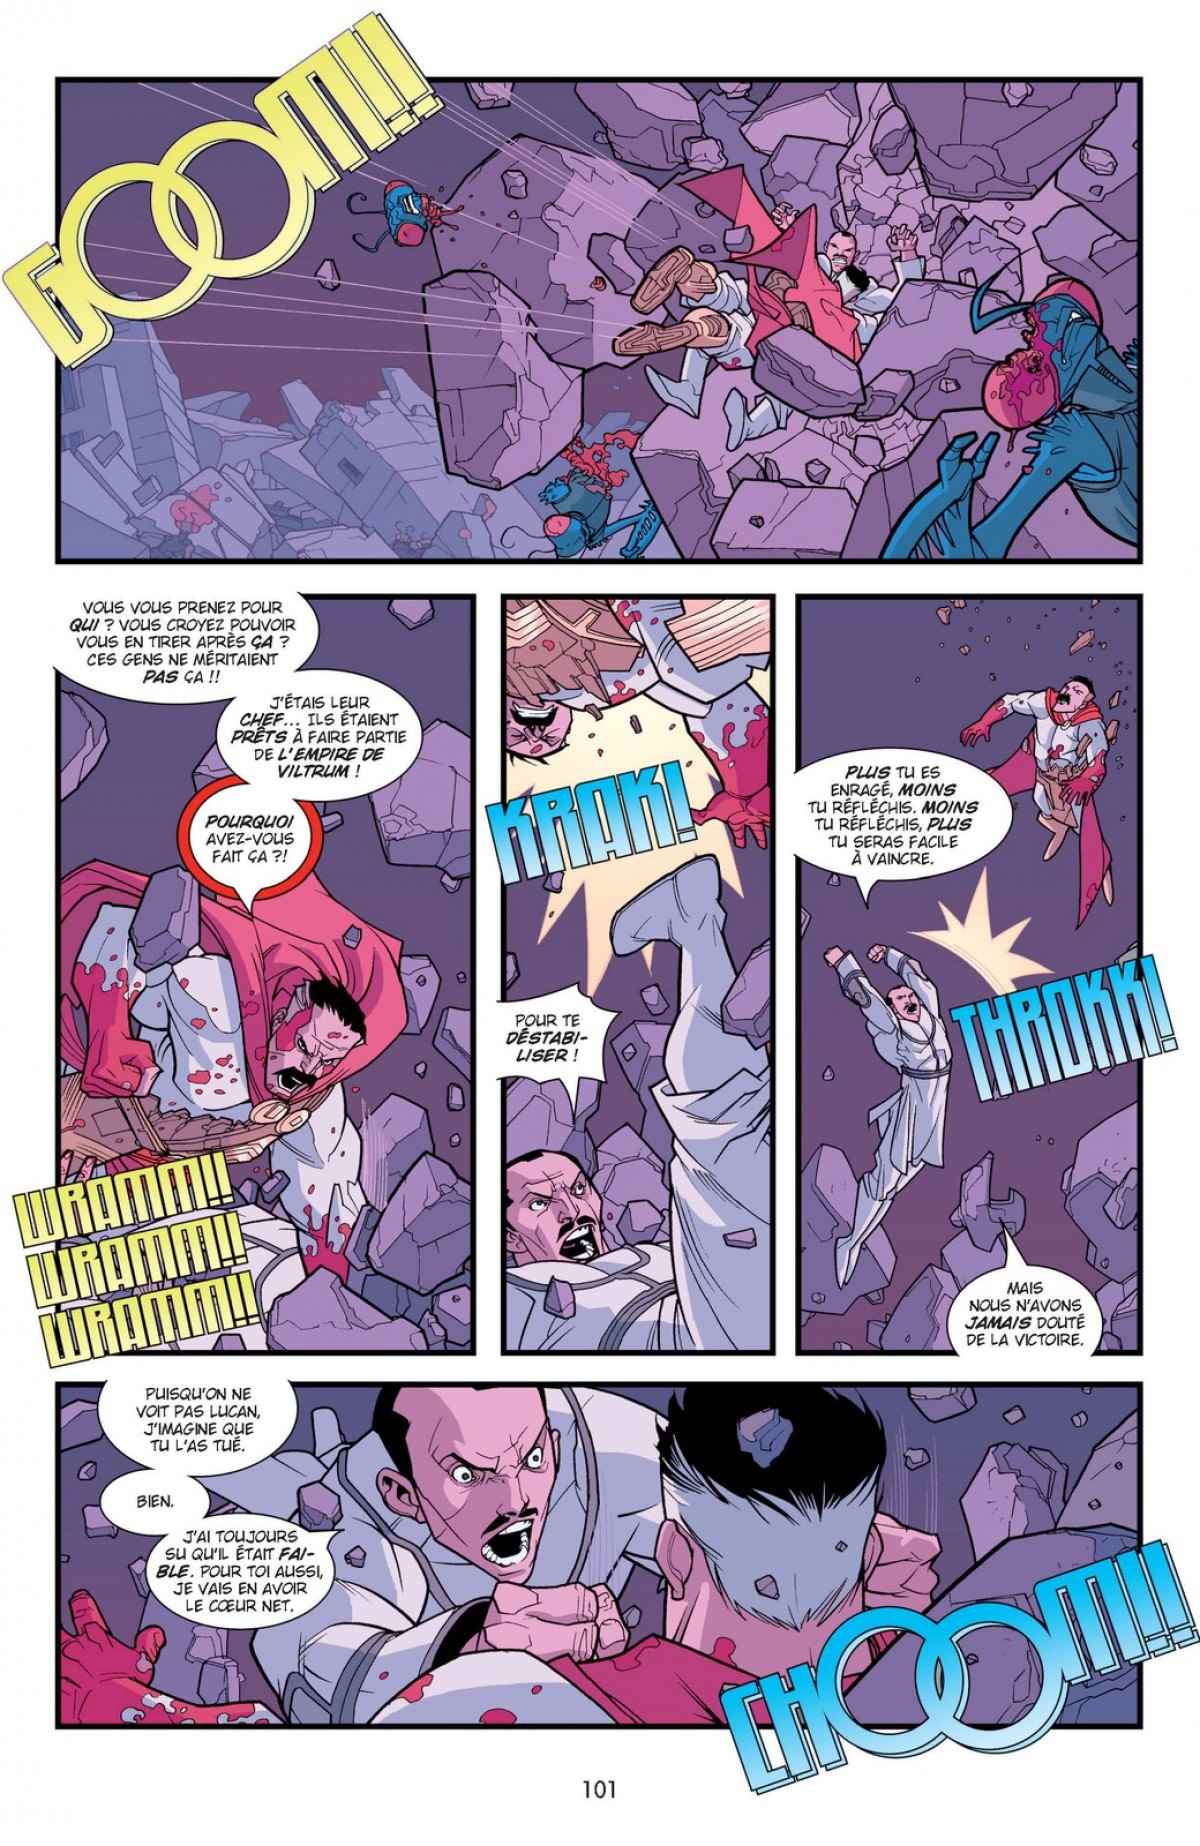 GOOM!!!
VOUS VOUS PRENEZ POUR
QUI ? VOUS CROYEZ POUVOIR
VOUS EN TIRER APRÈS ÇA ?
CES GENS NE MÉRITAIENT
PAS ÇA !!
J'ÉTAIS LEUR
CHEF... ILS ÉTAIENT
PRÊTS À FAIRE PARTIE
DE L'EMPIRE DE
VILTRUM !
POURQUOI
AVEZ-VOUS
FAIT ÇA ?!
WRAMM!!
WRAMM!!
WRAMM!!
KRAK!
POUR TE
DÉSTABI-
LISER !
PLUS TU ES
ENRAGÉ, MOINS
TU RÉFLÉCHIS. MOINS
TU RÉFLÉCHIS, PLUS
TU SERAS FACILE
À VAINCRE.
THROKK!
MAIS
NOUS N'AVONS
JAMAIS DOUTÉ
DE LA VICTOIRE.
PUISQU'ON NE
VOIT PAS LUCAN,
J'IMAGINE QUE
TU L'AS TUÉ.
BIEN.
J'AI TOUJOURS
SU QU'IL ÉTAIT FAI-
BLE. POUR TOI AUSSI,
JE VAIS EN AVOIR
LE CŒUR NET.
CHOOM!!!
101